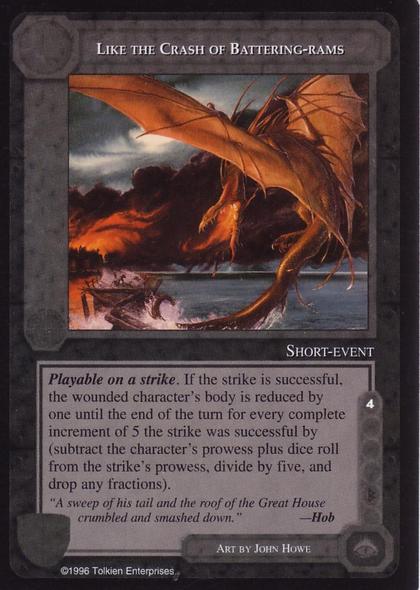 LIKE THE CRASH OF BATTERING-RAMS
SHORT-EVENT
Playable on a strike. If the strike is successful,
the wounded character's body is reduced by
one until the end of the turn for every complete
increment of 5 the strike was successful by
(subtract the character's prowess plus dice roll
from the strike's prowess, divide by five, and
drop any fractions).
4
"A sweep of his tail and the roof of the Great House
crumbled and smashed down." —Hob
ART BY JOHN HOWE
©1996 Tolkien Enterprises.